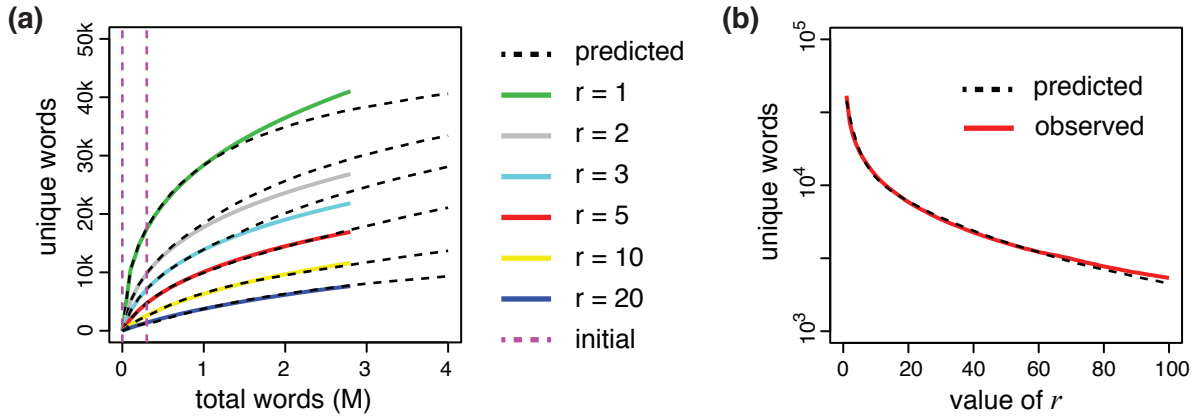 (a)
50k
40k
30k
20k
10k
0
unique words
0 1 2 3 4
total words (M)
predicted
r = 1
r = 2
r = 3
r = 5
r = 10
r = 20
initial
(b)
10^5
10^4
10^3
unique words
predicted
observed
0 20 40 60 80 100
value of r